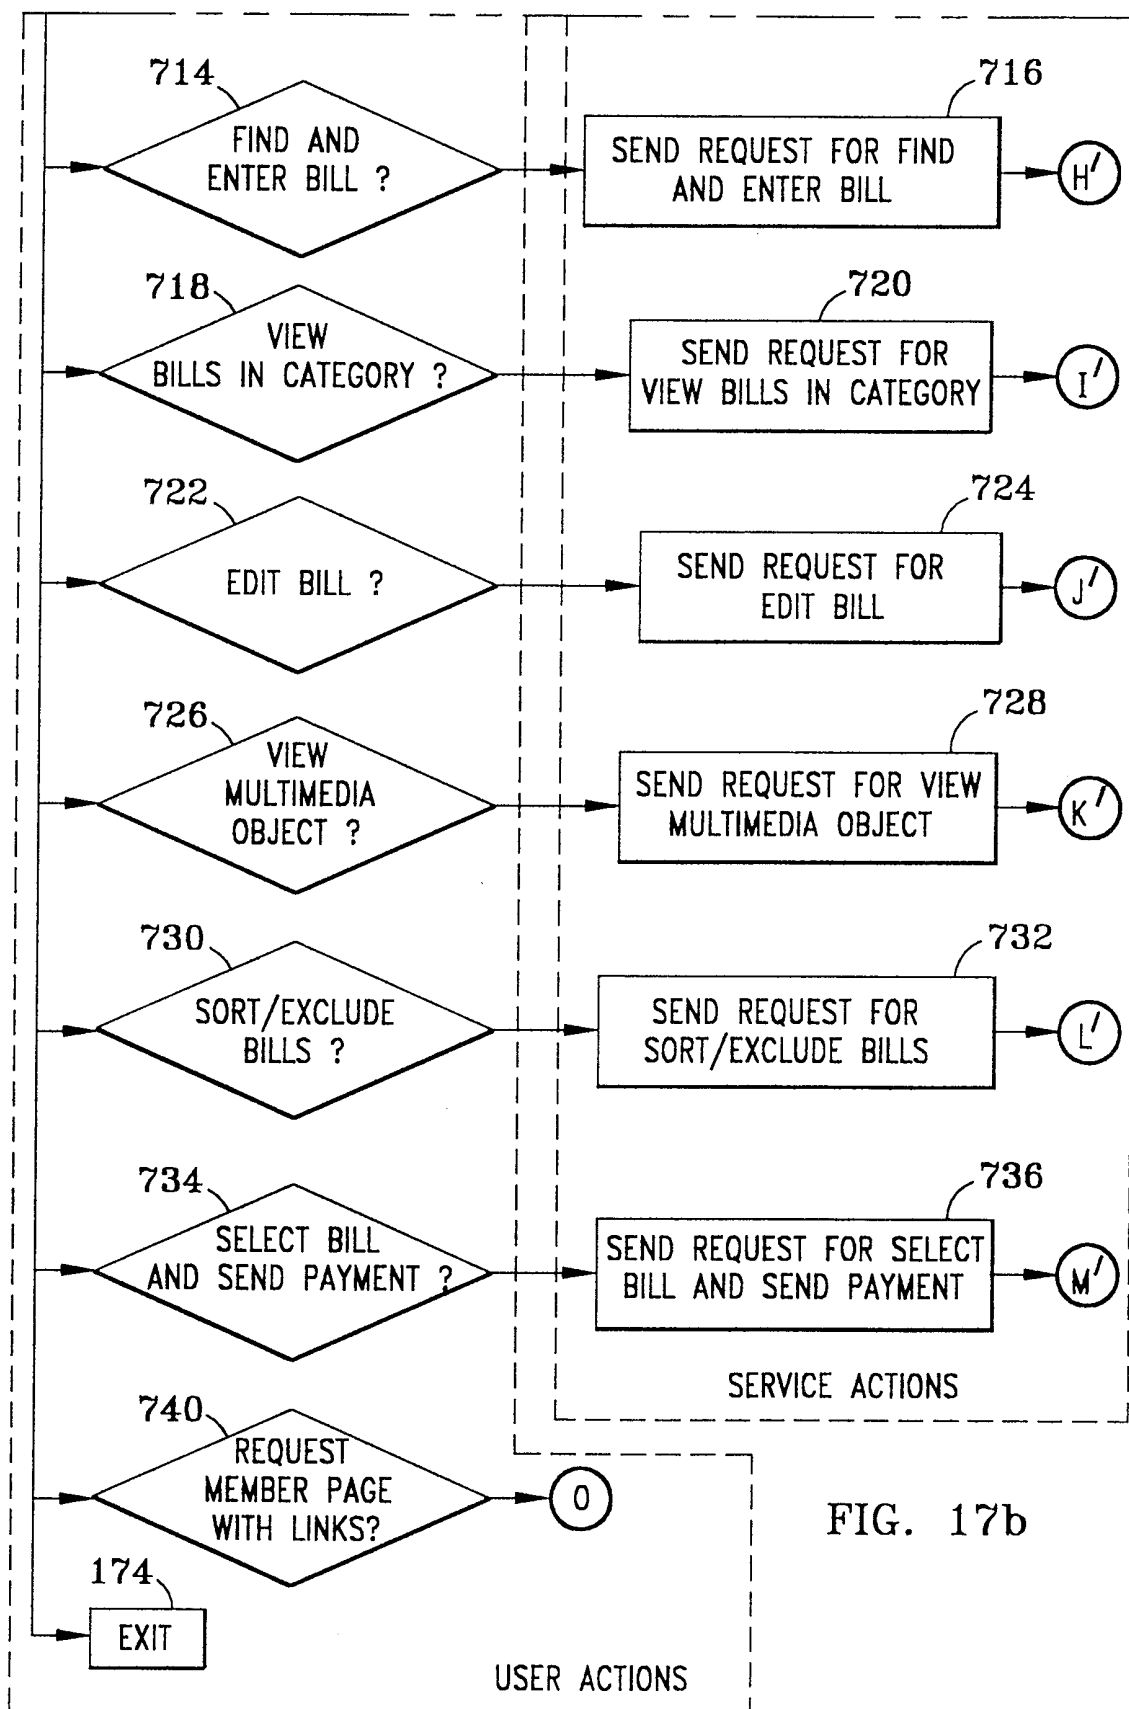 714
FIND AND
ENTER BILL ?
716
SEND REQUEST FOR FIND
AND ENTER BILL
H'
718
VIEW
BILLS IN CATEGORY ?
720
SEND REQUEST FOR
VIEW BILLS IN CATEGORY
I'
722
EDIT BILL ?
724
SEND REQUEST FOR
EDIT BILL
J'
726
VIEW
MULTIMEDIA
OBJECT ?
728
SEND REQUEST FOR VIEW
MULTIMEDIA OBJECT
K'
730
SORT/EXCLUDE
BILLS ?
732
SEND REQUEST FOR
SORT/EXCLUDE BILLS
L'
734
SELECT BILL
AND SEND PAYMENT ?
736
SEND REQUEST FOR SELECT
BILL AND SEND PAYMENT
M'
SERVICE ACTIONS
740
REQUEST
MEMBER PAGE
WITH LINKS?
O
FIG. 17b
174
EXIT
USER ACTIONS